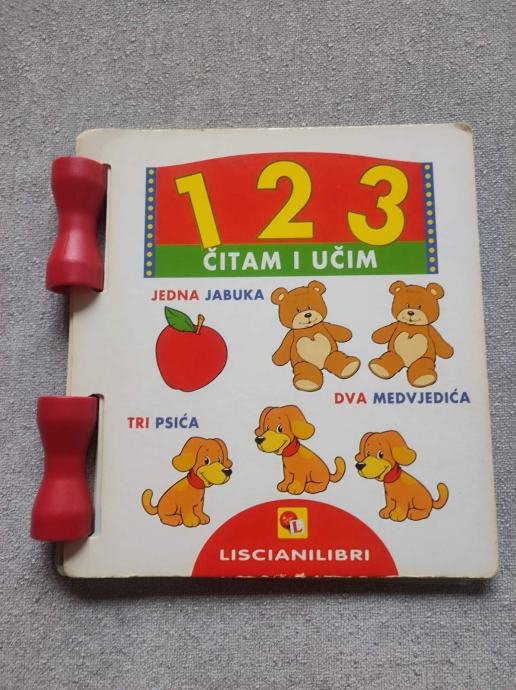 1 2 3
ČITAM I UČIM
JEDNA JABUKA
DVA MEDVJEDIĆA
TRI PSIĆA
L
LISCIANILIBRI